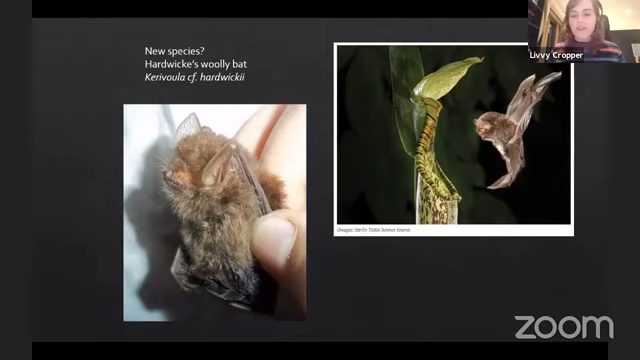 New species?
Hardwicke's woolly bat
Kerivoula cf. hardwickii
Livvy Cropper
(Images: Merlin Tuttle Science Source)
zoom